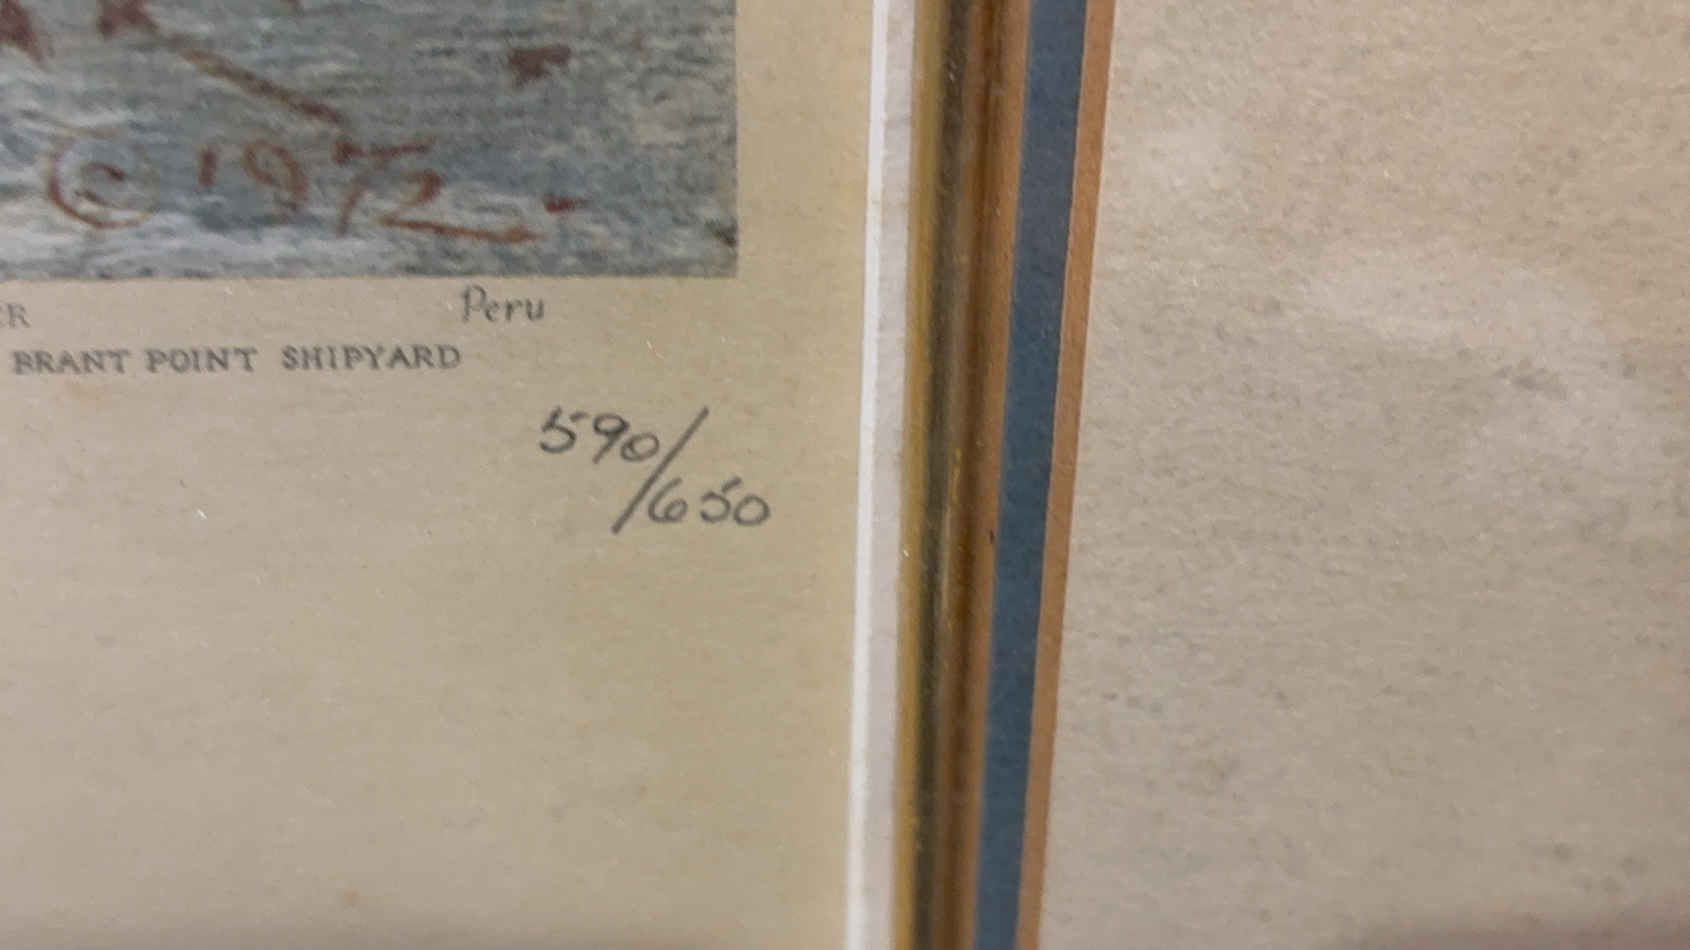 © 1972
Peru
BRANT POINT SHIPYARD
590/
650